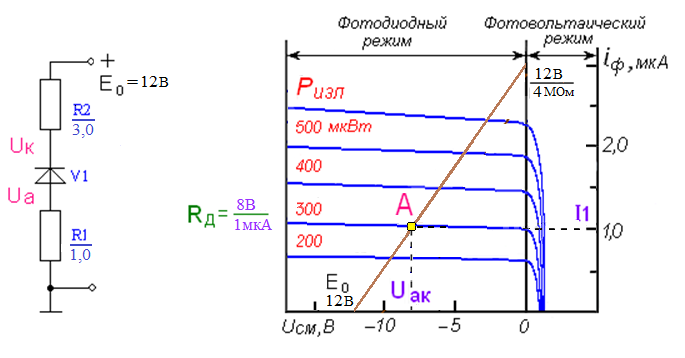 +
E0 = 12В
R2
3,0
Uк
V1
Uа
R1
1,0
Фотодиодный режим
Фотовольтаический режим
iф, мкА
12В
4МОм
Ризл
500 мкВт
400
300
200
2,0
1,0
I1
A
RД = 8В
1мкА
E0
12В
Uак
Uсм, В
−10
−5
0
5